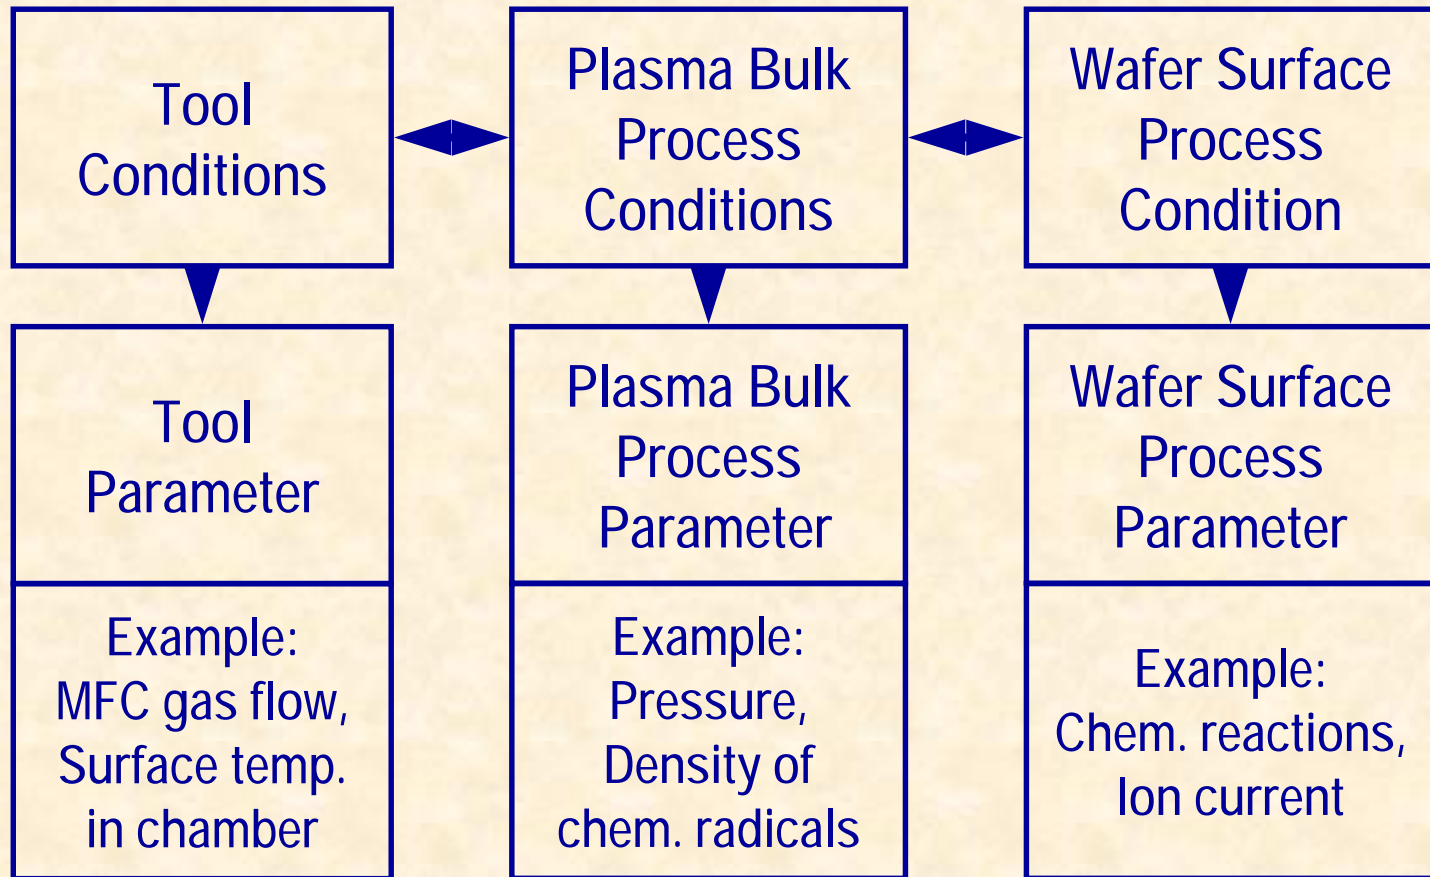 Tool
Conditions
Plasma Bulk
Process
Conditions
Wafer Surface
Process
Condition
Tool
Parameter
Plasma Bulk
Process
Parameter
Wafer Surface
Process
Parameter
Example:
MFC gas flow,
Surface temp.
in chamber
Example:
Pressure,
Density of
chem. radicals
Example:
Chem. reactions,
Ion current